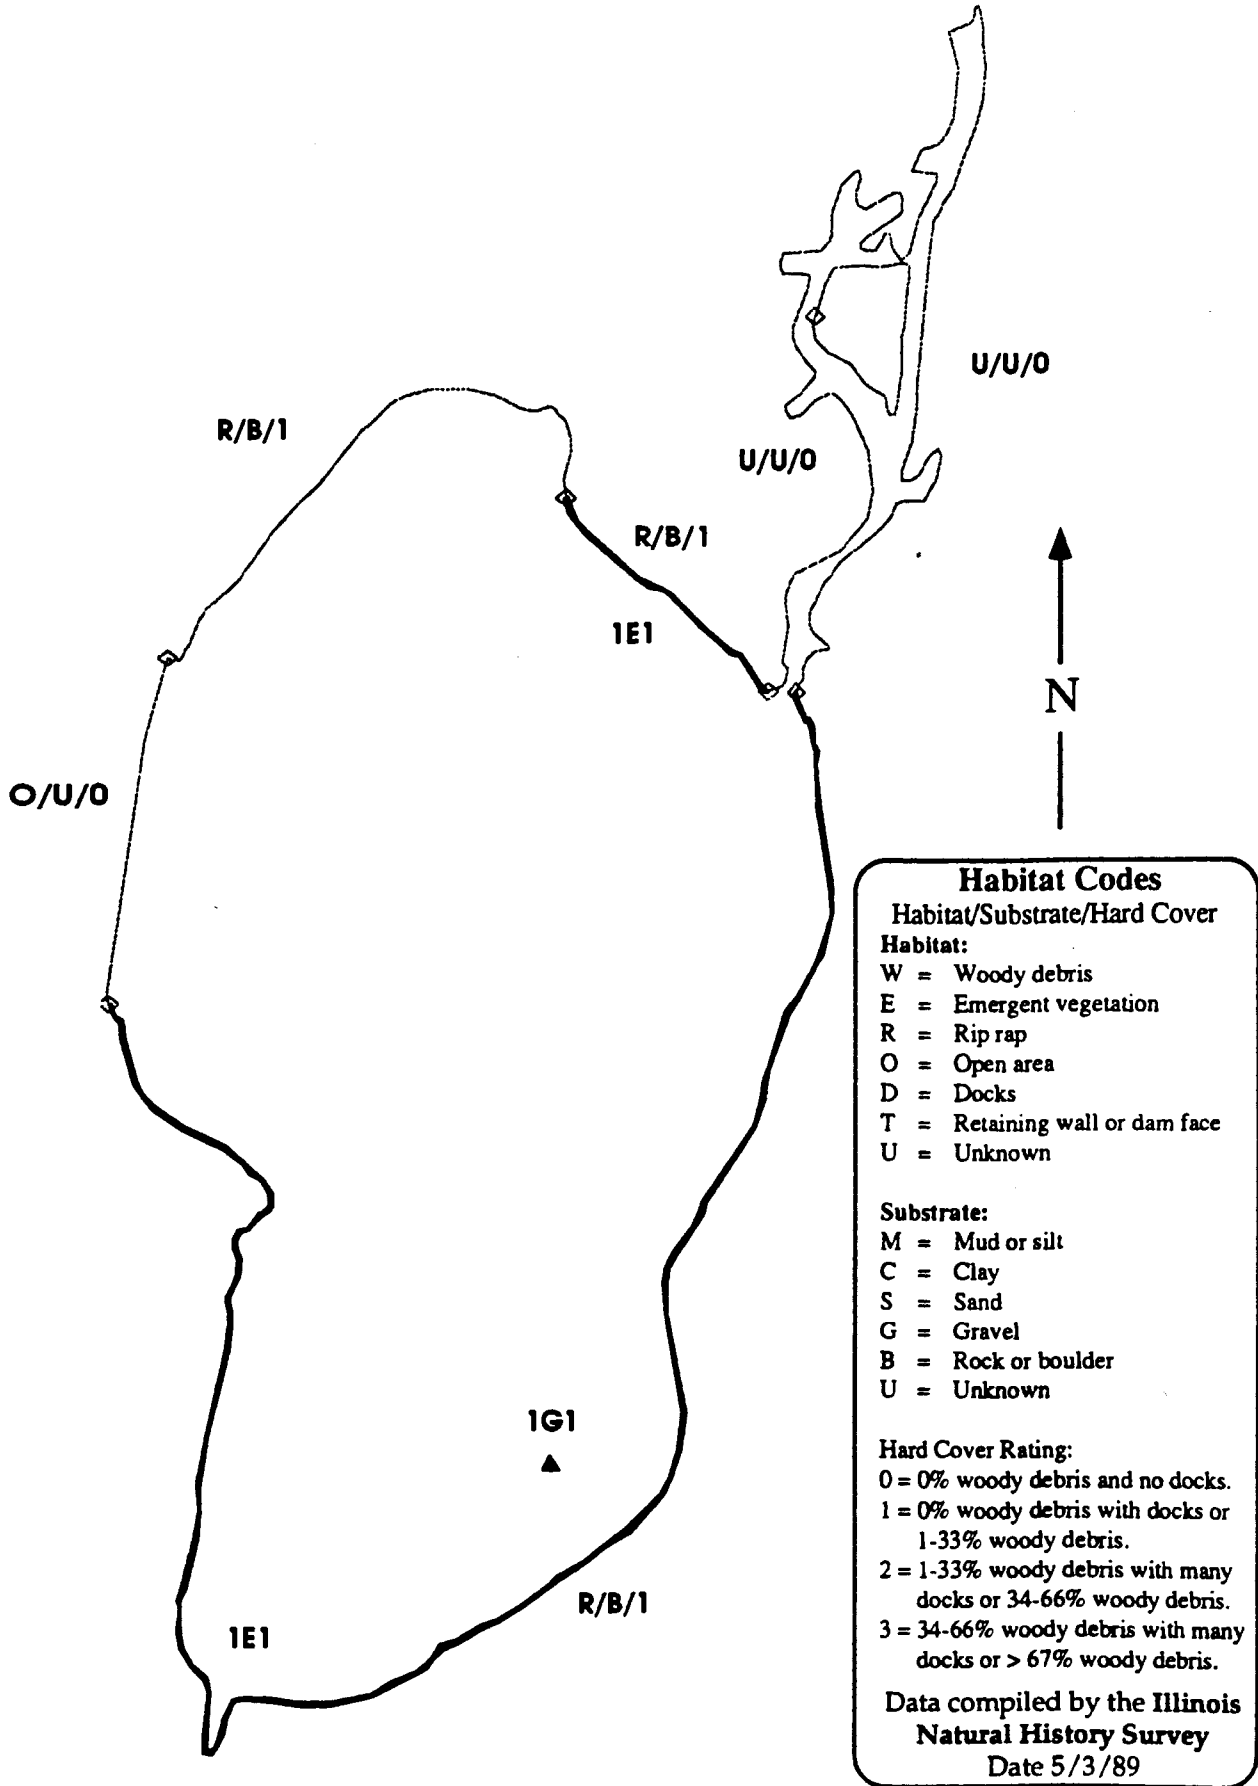 U/U/0
R/B/1
U/U/0
R/B/1
1E1
N
O/U/0
Habitat Codes
Habitat/Substrate/Hard Cover
Habitat:
W = Woody debris
E = Emergent vegetation
R = Rip rap
O = Open area
D = Docks
T = Retaining wall or dam face
U = Unknown
Substrate:
M = Mud or silt
C = Clay
S = Sand
G = Gravel
B = Rock or boulder
U = Unknown
Hard Cover Rating:
0 = 0% woody debris and no docks.
1 = 0% woody debris with docks or
1-33% woody debris.
2 = 1-33% woody debris with many
docks or 34-66% woody debris.
3 = 34-66% woody debris with many
docks or > 67% woody debris.
Data compiled by the Illinois
Natural History Survey
Date 5/3/89
1G1
R/B/1
1E1